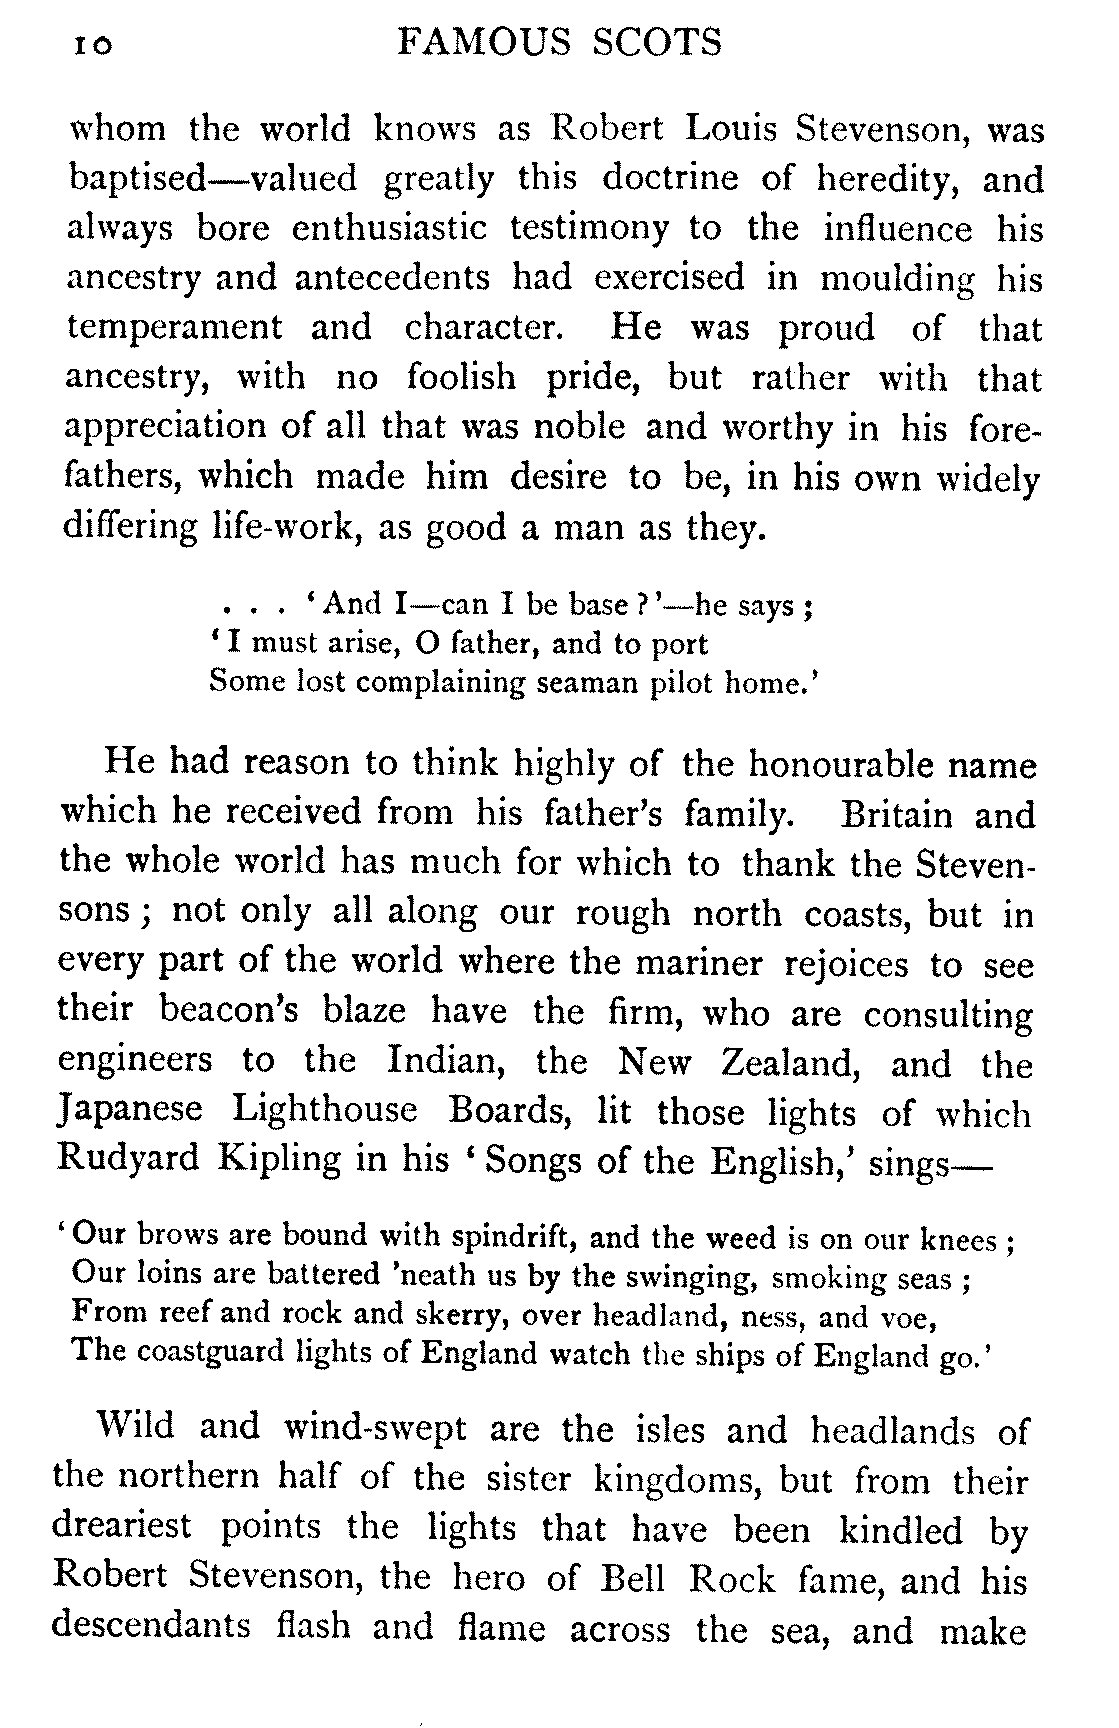 10 FAMOUS SCOTS
whom the world knows as Robert Louis Stevenson, was
baptised—valued greatly this doctrine of heredity, and
always bore enthusiastic testimony to the influence his
ancestry and antecedents had exercised in moulding his
temperament and character. He was proud of that
ancestry, with no foolish pride, but rather with that
appreciation of all that was noble and worthy in his fore-
fathers, which made him desire to be, in his own widely
differing life-work, as good a man as they.
. . . ‘And I—can I be base?’—he says;
‘I must arise, O father, and to port
Some lost complaining seaman pilot home.’
He had reason to think highly of the honourable name
which he received from his father's family. Britain and
the whole world has much for which to thank the Steven-
sons; not only all along our rough north coasts, but in
every part of the world where the mariner rejoices to see
their beacon's blaze have the firm, who are consulting
engineers to the Indian, the New Zealand, and the
Japanese Lighthouse Boards, lit those lights of which
Rudyard Kipling in his ‘Songs of the English,’ sings—
‘Our brows are bound with spindrift, and the weed is on our knees;
Our loins are battered 'neath us by the swinging, smoking seas;
From reef and rock and skerry, over headland, ness, and voe,
The coastguard lights of England watch the ships of England go.’
Wild and wind-swept are the isles and headlands of
the northern half of the sister kingdoms, but from their
dreariest points the lights that have been kindled by
Robert Stevenson, the hero of Bell Rock fame, and his
descendants flash and flame across the sea, and make